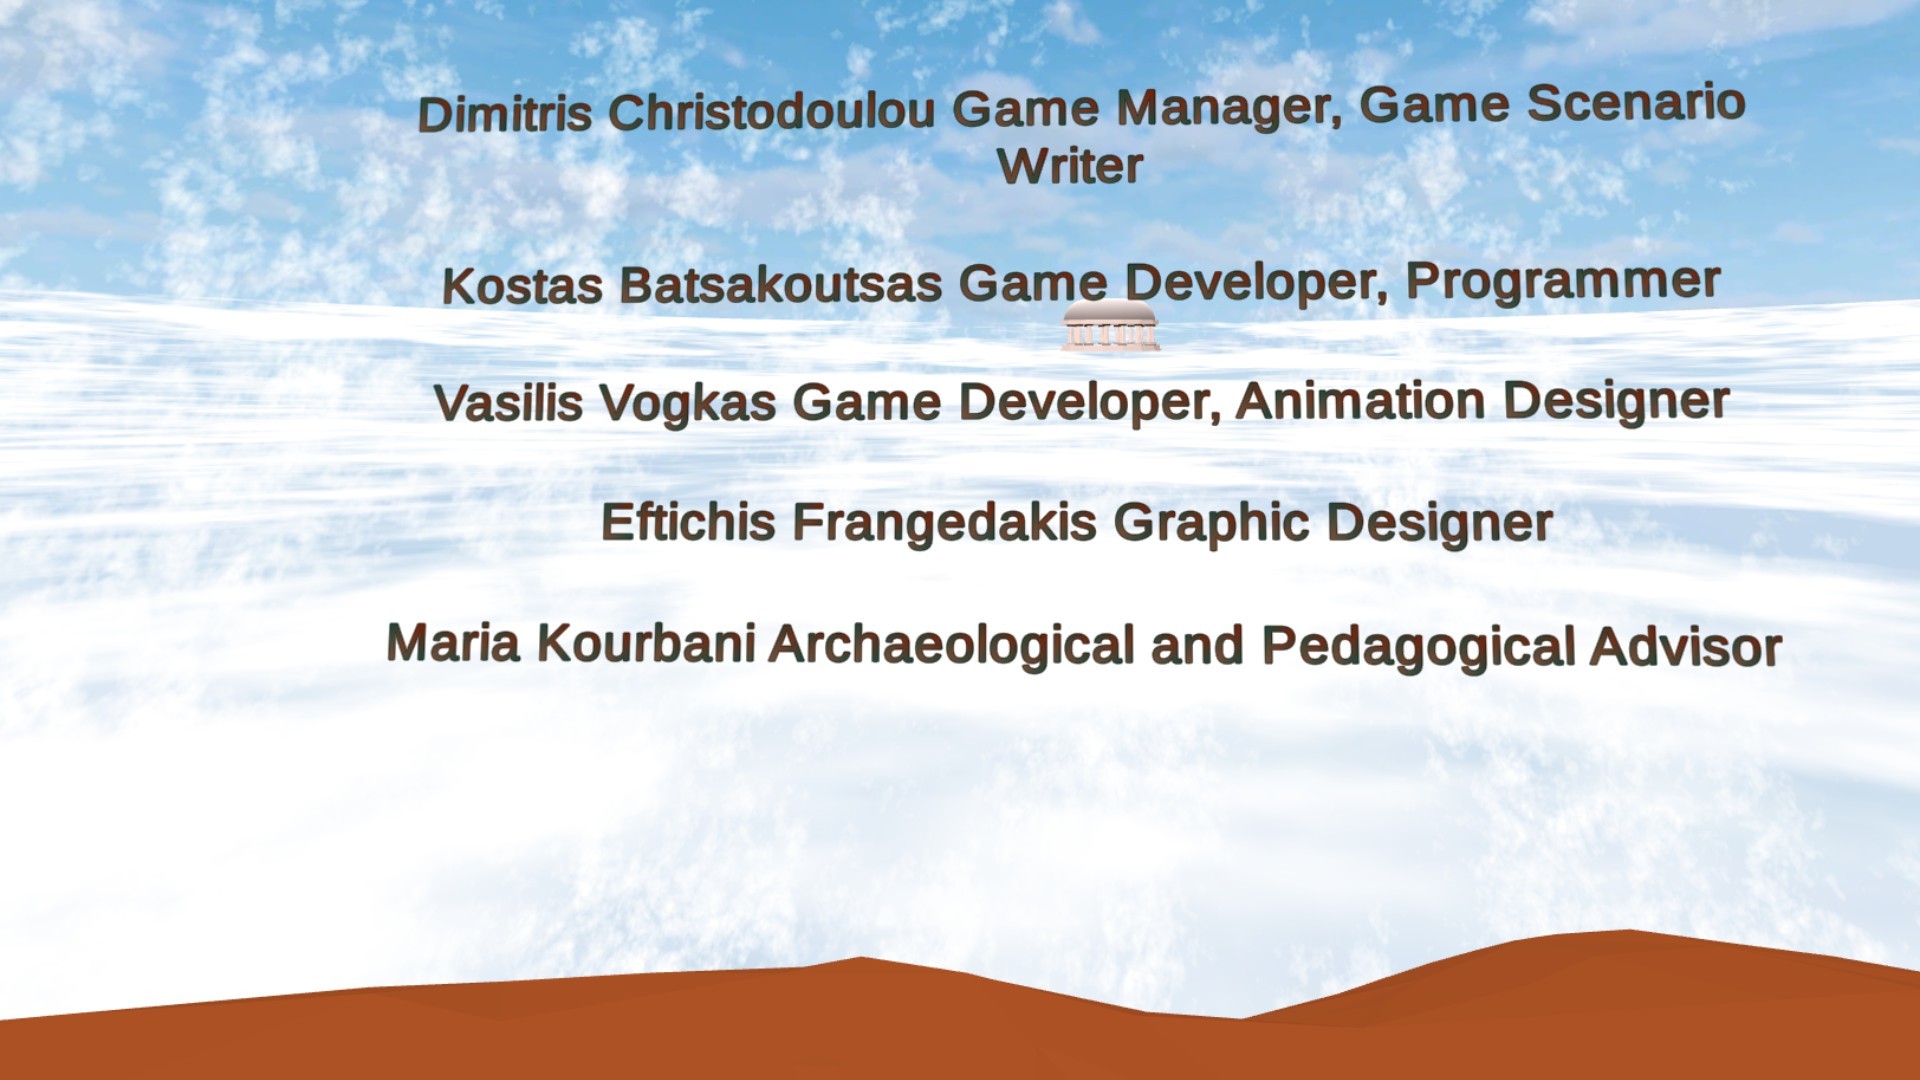 Dimitris Christodoulou Game Manager, Game Scenario
Writer
Kostas Batsakoutsas Game Developer, Programmer
Vasilis Vogkas Game Developer, Animation Designer
Eftichis Frangedakis Graphic Designer
Maria Kourbani Archaeological and Pedagogical Advisor